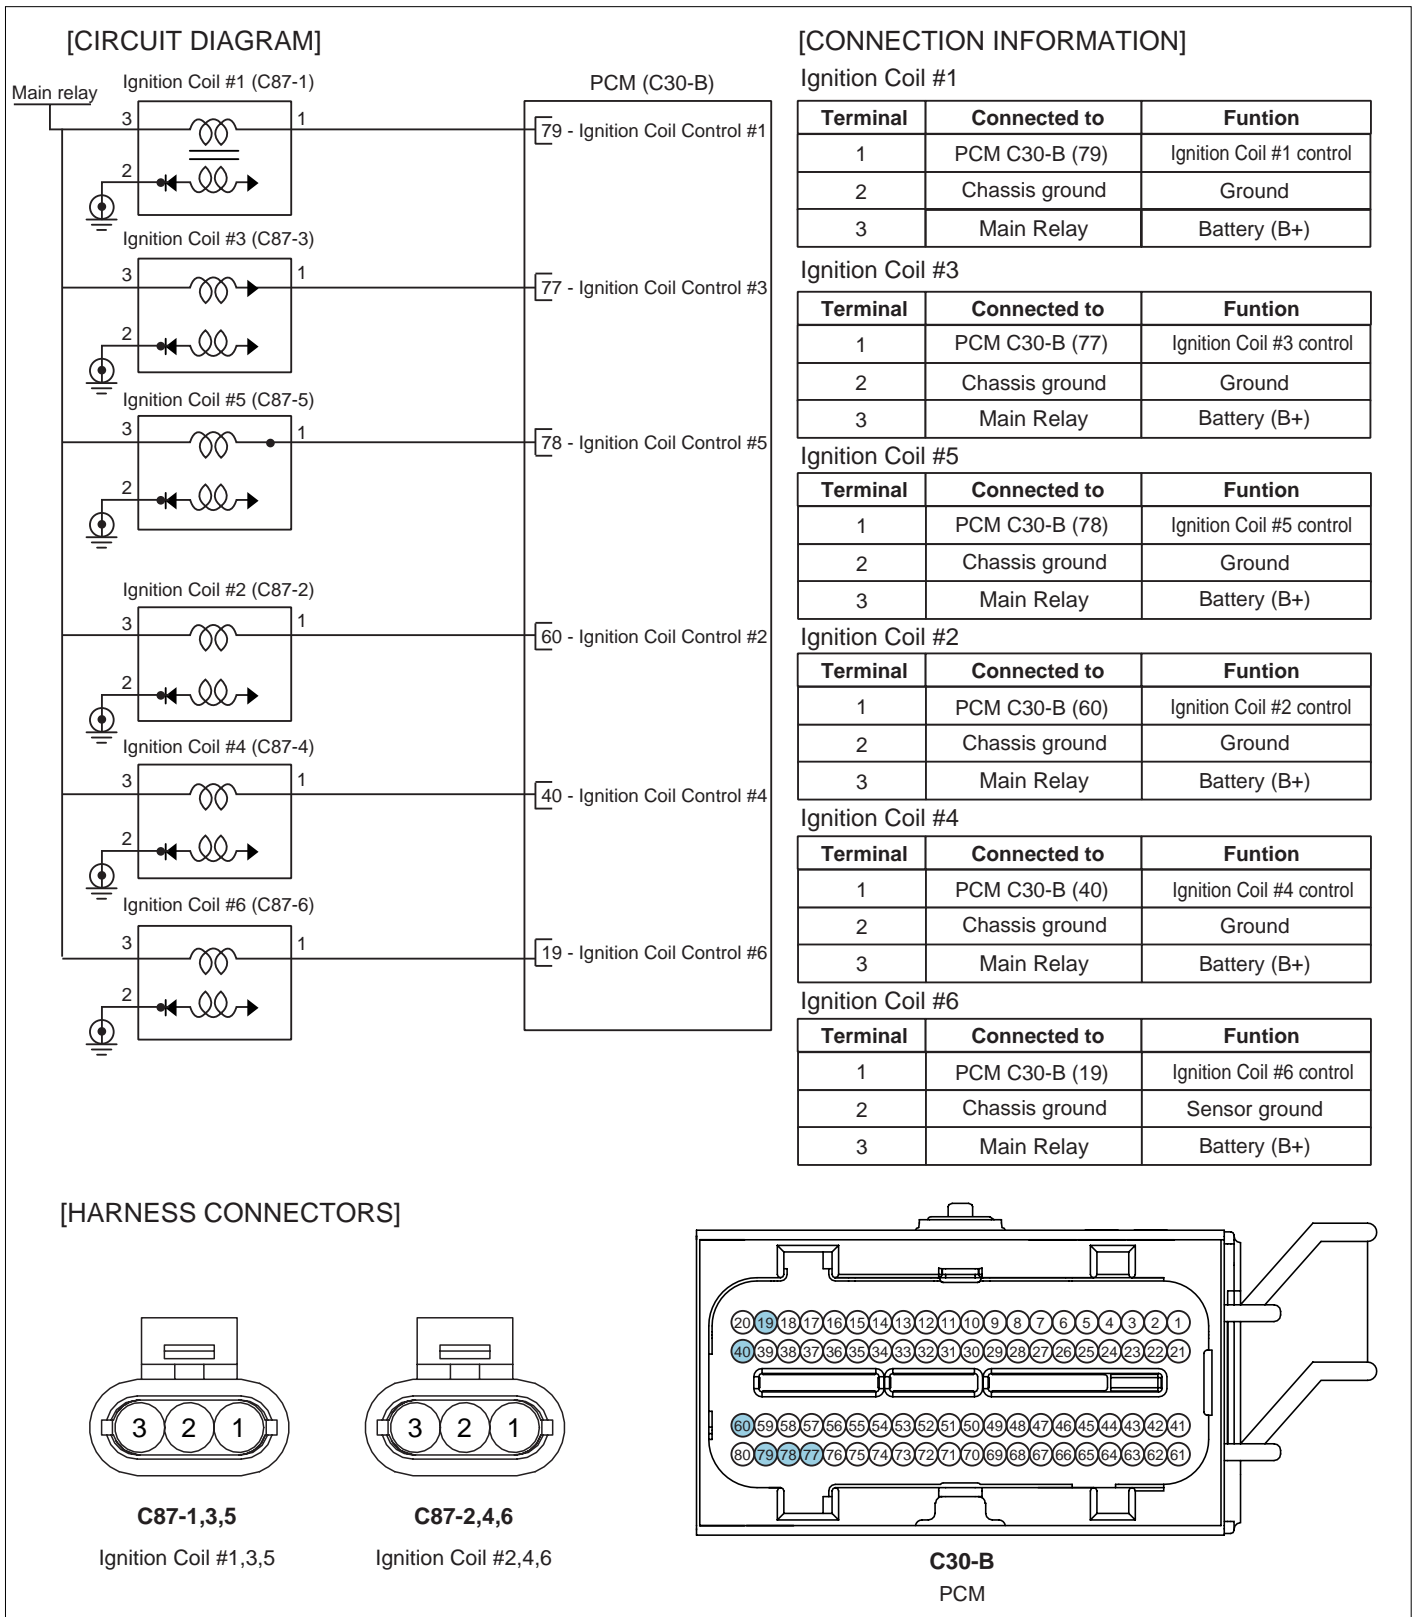 [CIRCUIT DIAGRAM]
Main relay
Ignition Coil #1 (C87-1)
3
1
2
PCM (C30-B)
79 - Ignition Coil Control #1
Ignition Coil #3 (C87-3)
3
1
2
77 - Ignition Coil Control #3
Ignition Coil #5 (C87-5)
3
1
2
78 - Ignition Coil Control #5
Ignition Coil #2 (C87-2)
3
1
2
60 - Ignition Coil Control #2
Ignition Coil #4 (C87-4)
3
1
2
40 - Ignition Coil Control #4
Ignition Coil #6 (C87-6)
3
1
2
19 - Ignition Coil Control #6
[CONNECTION INFORMATION]
Ignition Coil #1
Terminal Connected to Funtion
1 PCM C30-B (79) Ignition Coil #1 control
2 Chassis ground Ground
3 Main Relay Battery (B+)
Ignition Coil #3
Terminal Connected to Funtion
1 PCM C30-B (77) Ignition Coil #3 control
2 Chassis ground Ground
3 Main Relay Battery (B+)
Ignition Coil #5
Terminal Connected to Funtion
1 PCM C30-B (78) Ignition Coil #5 control
2 Chassis ground Ground
3 Main Relay Battery (B+)
Ignition Coil #2
Terminal Connected to Funtion
1 PCM C30-B (60) Ignition Coil #2 control
2 Chassis ground Ground
3 Main Relay Battery (B+)
Ignition Coil #4
Terminal Connected to Funtion
1 PCM C30-B (40) Ignition Coil #4 control
2 Chassis ground Ground
3 Main Relay Battery (B+)
Ignition Coil #6
Terminal Connected to Funtion
1 PCM C30-B (19) Ignition Coil #6 control
2 Chassis ground Sensor ground
3 Main Relay Battery (B+)
[HARNESS CONNECTORS]
3 2 1
C87-1,3,5
Ignition Coil #1,3,5
3 2 1
C87-2,4,6
Ignition Coil #2,4,6
20 19 18 17 16 15 14 13 12 11 10 9 8 7 6 5 4 3 2 1
40 39 38 37 36 35 34 33 32 31 30 29 28 27 26 25 24 23 22 21
60 59 58 57 56 55 54 53 52 51 50 49 48 47 46 45 44 43 42 41
80 79 78 77 76 75 74 73 72 71 70 69 68 67 66 65 64 63 62 61
C30-B
PCM